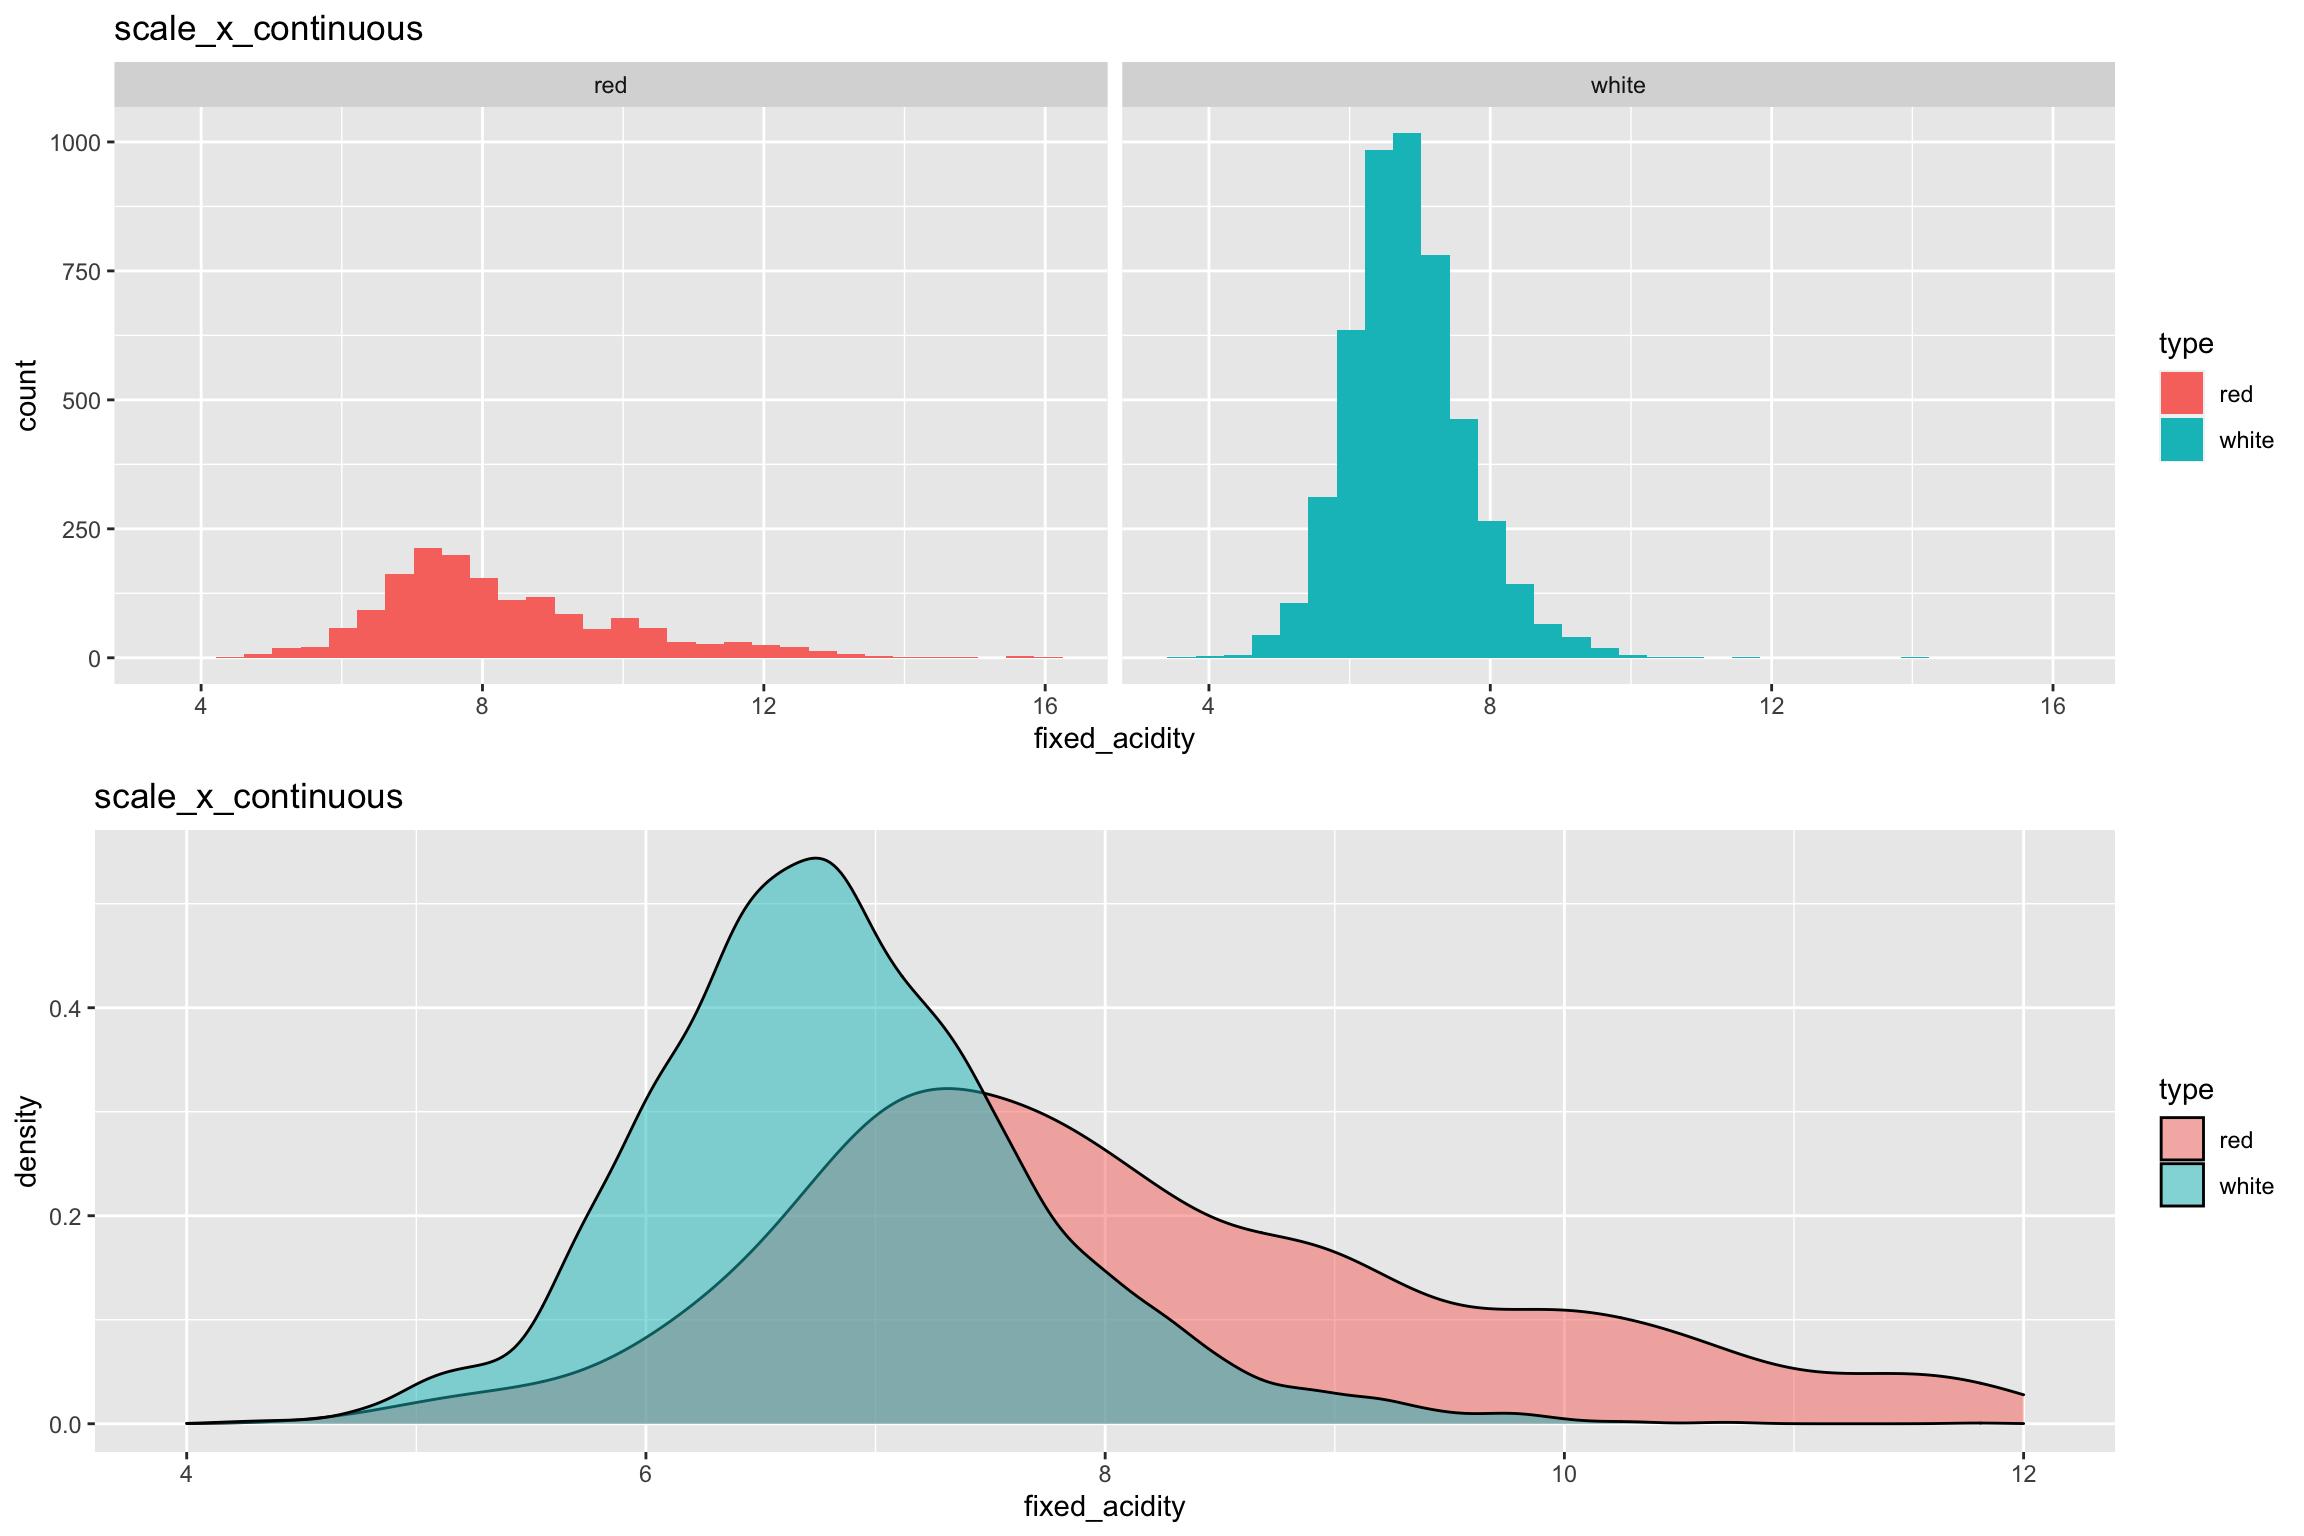 scale_x_continuous
red white
1000
750
500
250
0
count
4 8 12 16 4 8 12 16
fixed_acidity
type
red
white
scale_x_continuous
0.4
0.2
0.0
density
4 6 8 10 12
fixed_acidity
type
red
white